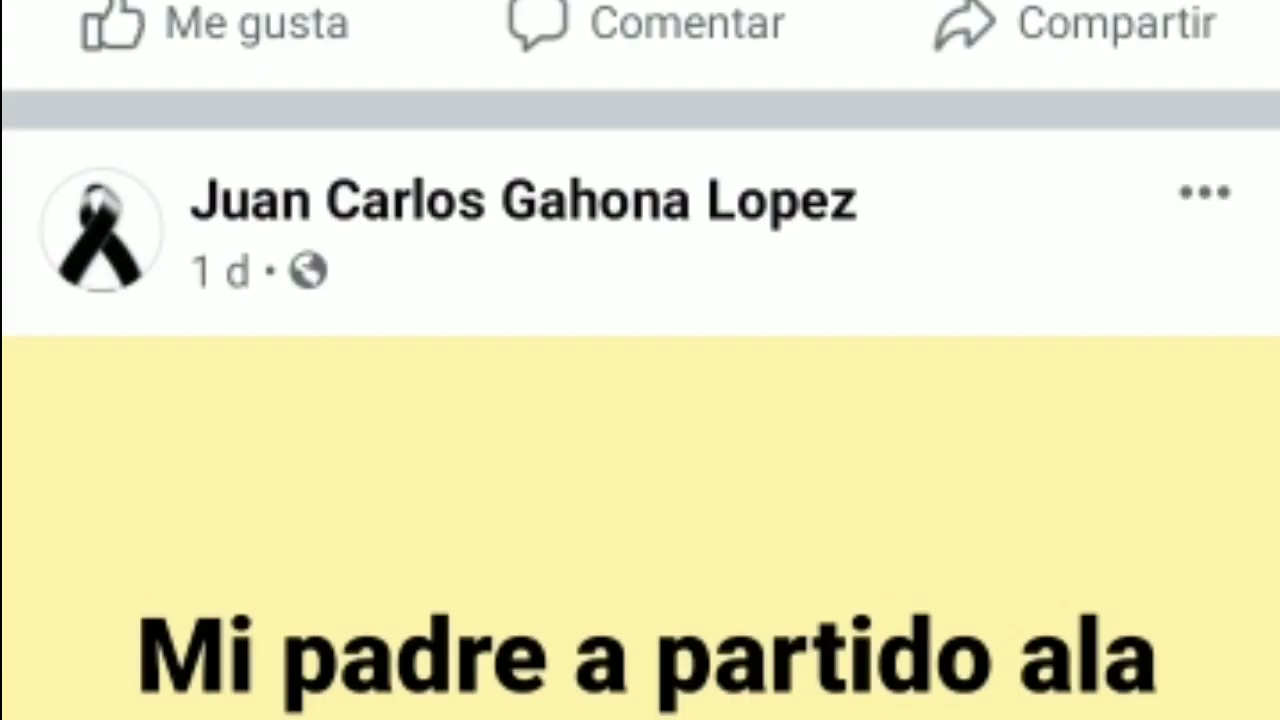 Me gusta Comentar Compartir
Juan Carlos Gahona Lopez
1 d ·
Mi padre a partido ala